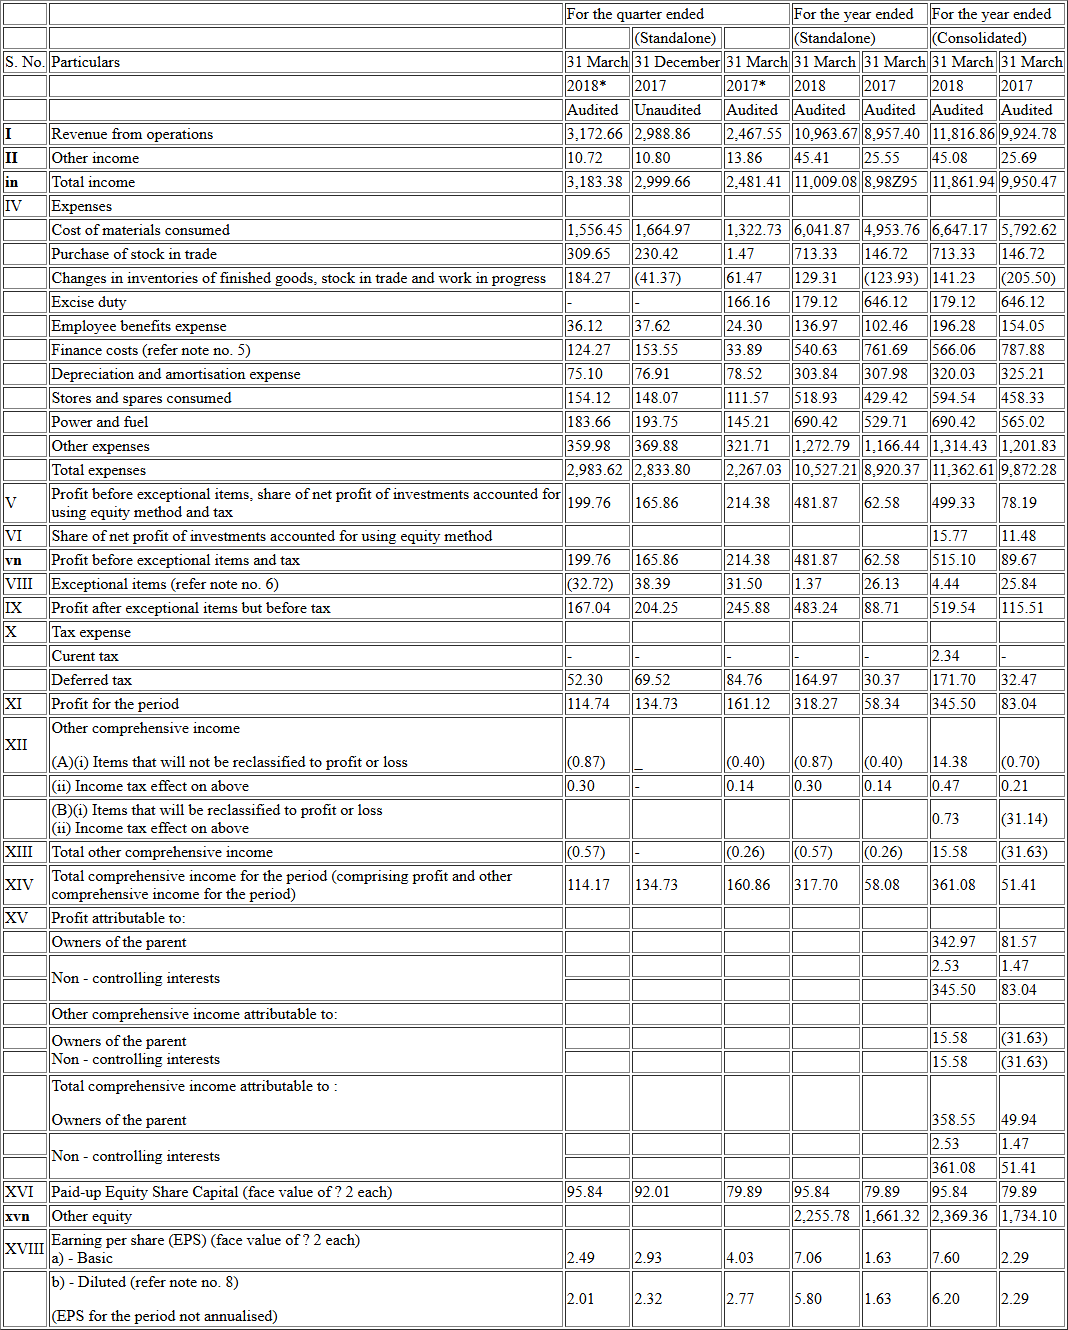 For the quarter ended For the year ended For the year ended
(Standalone) (Standalone) (Consolidated)
S. No. Particulars 31 March 31 December 31 March 31 March 31 March 31 March 31 March
2018* 2017 2017* 2018 2017 2018 2017
Audited Unaudited Audited Audited Audited Audited Audited
I Revenue from operations 3,172.66 2,988.86 2,467.55 10,963.67 8,957.40 11,816.86 9,924.78
II Other income 10.72 10.80 13.86 45.41 25.55 45.08 25.69
in Total income 3,183.38 2,999.66 2,481.41 11,009.08 8,98Z95 11,861.94 9,950.47
IV Expenses
Cost of materials consumed 1,556.45 1,664.97 1,322.73 6,041.87 4,953.76 6,647.17 5,792.62
Purchase of stock in trade 309.65 230.42 1.47 713.33 146.72 713.33 146.72
Changes in inventories of finished goods, stock in trade and work in progress 184.27 (41.37) 61.47 129.31 (123.93) 141.23 (205.50)
Excise duty - - 166.16 179.12 646.12 179.12 646.12
Employee benefits expense 36.12 37.62 24.30 136.97 102.46 196.28 154.05
Finance costs (refer note no. 5) 124.27 153.55 33.89 540.63 761.69 566.06 787.88
Depreciation and amortisation expense 75.10 76.91 78.52 303.84 307.98 320.03 325.21
Stores and spares consumed 154.12 148.07 111.57 518.93 429.42 594.54 458.33
Power and fuel 183.66 193.75 145.21 690.42 529.71 690.42 565.02
Other expenses 359.98 369.88 321.71 1,272.79 1,166.44 1,314.43 1,201.83
Total expenses 2,983.62 2,833.80 2,267.03 10,527.21 8,920.37 11,362.61 9,872.28
V Profit before exceptional items, share of net profit of investments accounted for
using equity method and tax 199.76 165.86 214.38 481.87 62.58 499.33 78.19
VI Share of net profit of investments accounted for using equity method 15.77 11.48
vn Profit before exceptional items and tax 199.76 165.86 214.38 481.87 62.58 515.10 89.67
VIII Exceptional items (refer note no. 6) (32.72) 38.39 31.50 1.37 26.13 4.44 25.84
IX Profit after exceptional items but before tax 167.04 204.25 245.88 483.24 88.71 519.54 115.51
X Tax expense
Curent tax - - - - - 2.34 -
Deferred tax 52.30 69.52 84.76 164.97 30.37 171.70 32.47
XI Profit for the period 114.74 134.73 161.12 318.27 58.34 345.50 83.04
XII Other comprehensive income
(A)(i) Items that will not be reclassified to profit or loss (0.87) _ (0.40) (0.87) (0.40) 14.38 (0.70)
(ii) Income tax effect on above 0.30 - 0.14 0.30 0.14 0.47 0.21
(B)(i) Items that will be reclassified to profit or loss
(ii) Income tax effect on above 0.73 (31.14)
XIII Total other comprehensive income (0.57) - (0.26) (0.57) (0.26) 15.58 (31.63)
XIV Total comprehensive income for the period (comprising profit and other
comprehensive income for the period) 114.17 134.73 160.86 317.70 58.08 361.08 51.41
XV Profit attributable to:
Owners of the parent 342.97 81.57
Non - controlling interests 2.53 1.47
345.50 83.04
Other comprehensive income attributable to:
Owners of the parent 15.58 (31.63)
Non - controlling interests 15.58 (31.63)
Total comprehensive income attributable to :
Owners of the parent 358.55 49.94
Non - controlling interests 2.53 1.47
361.08 51.41
XVI Paid-up Equity Share Capital (face value of ? 2 each) 95.84 92.01 79.89 95.84 79.89 95.84 79.89
xvn Other equity 2,255.78 1,661.32 2,369.36 1,734.10
XVIII Earning per share (EPS) (face value of ? 2 each)
a) - Basic 2.49 2.93 4.03 7.06 1.63 7.60 2.29
b) - Diluted (refer note no. 8) 2.01 2.32 2.77 5.80 1.63 6.20 2.29
(EPS for the period not annualised)